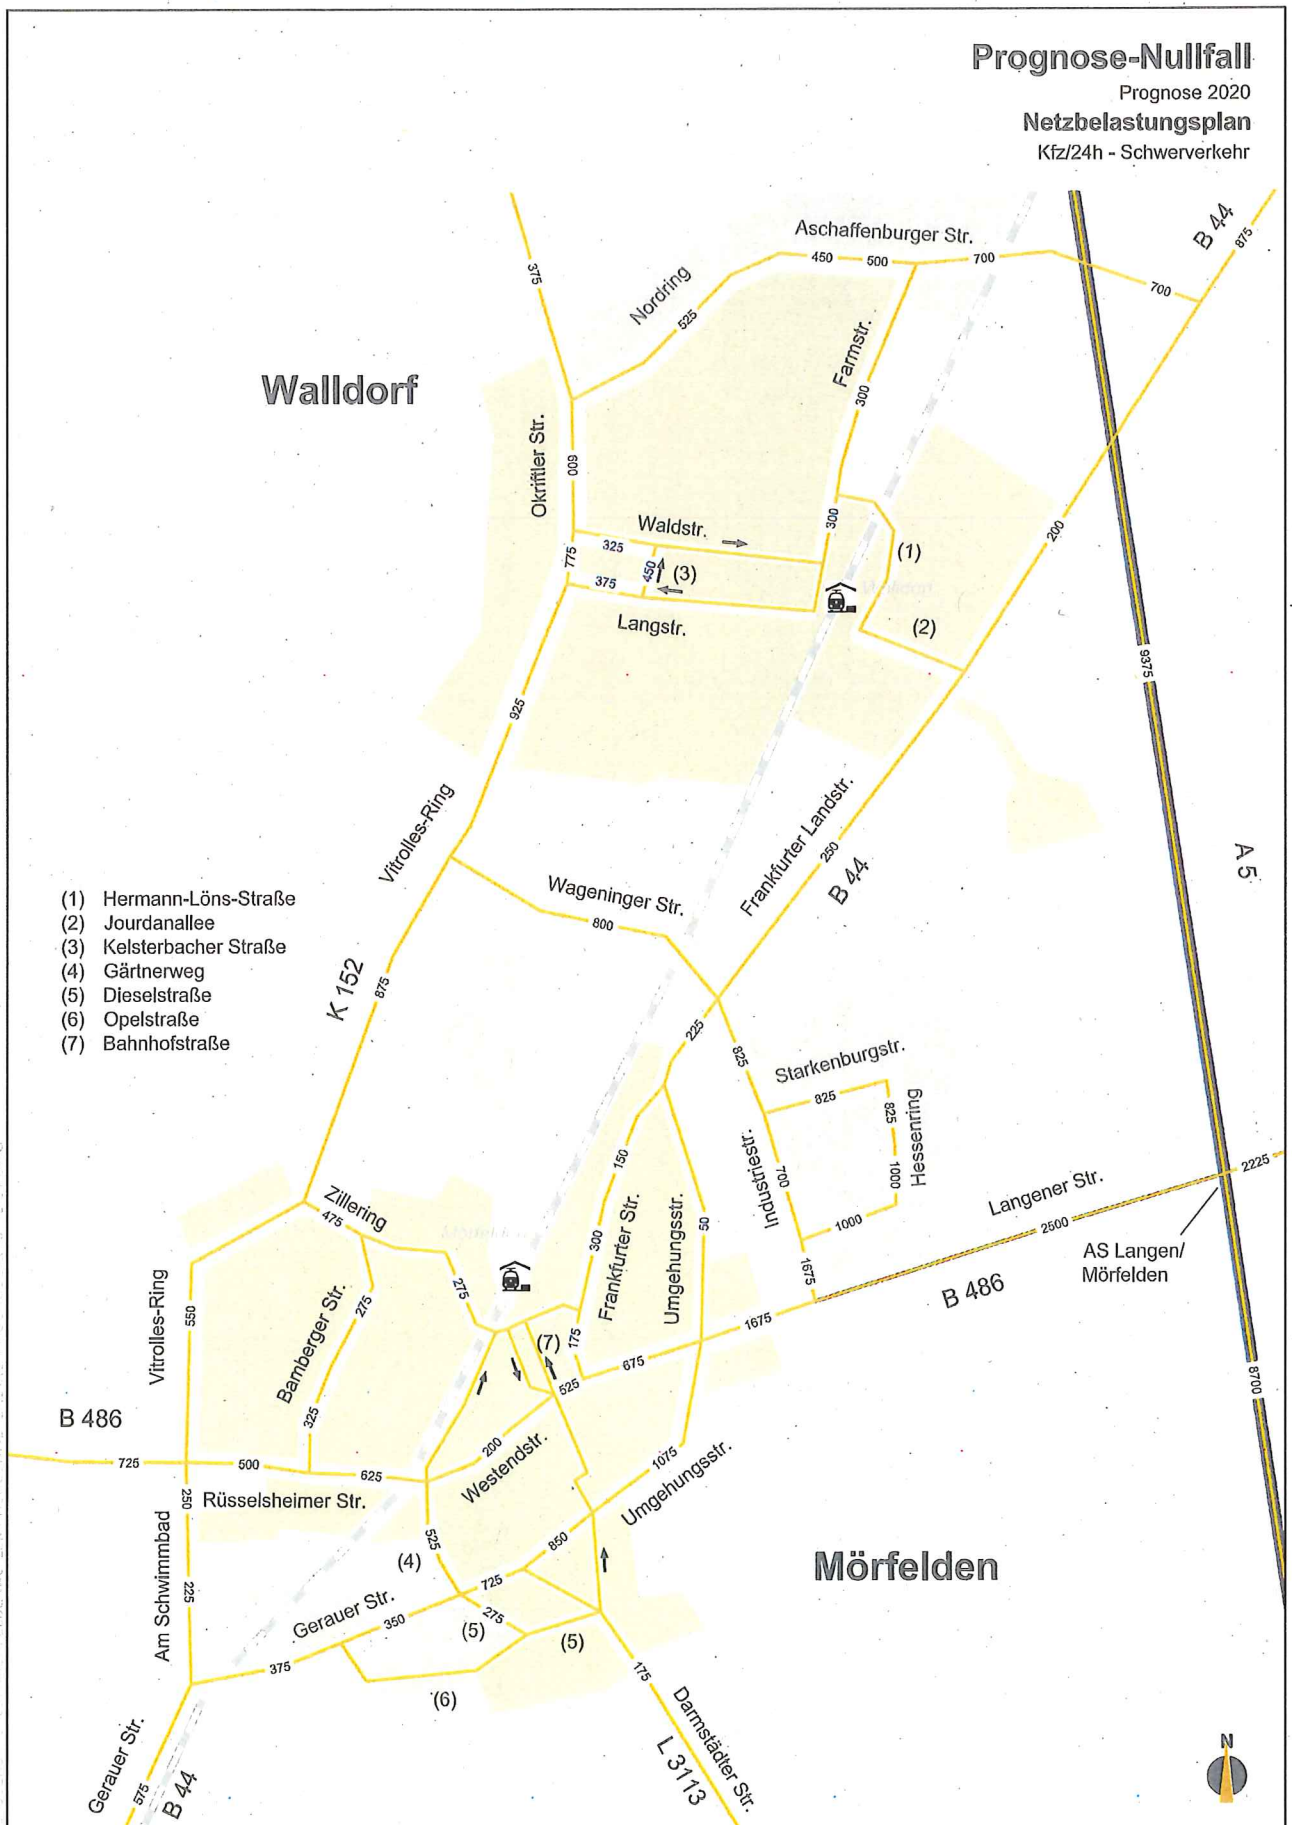 Prognose-Nullfall
Prognose 2020
Netzbelastungsplan
Kfz/24h - Schwerverkehr
B 44
875
Aschaffenburger Str.
450
500
700
700
375
Nordring
525
Farmstr.
300
Walldorf
Okriftler Str.
600
Waldstr.
325
775
450
(3)
375
Langstr.
300
(1)
(2)
200
9375
925
Vitrolles-Ring
Frankfurter Landstr.
250
B 44
A 5
Wageninger Str.
800
(1) Hermann-Löns-Straße
(2) Jourdanallee
(3) Kelsterbacher Straße
(4) Gärtnerweg
(5) Dieselstraße
(6) Opelstraße
(7) Bahnhofstraße
K 152
875
225
825
Starkenburgstr.
825
825
Hessenring
1000
1000
Industriestr.
700
1675
150
Frankfurter Str.
300
Umgehungsstr.
50
Langener Str.
2500
2225
AS Langen/
Mörfelden
B 486
Zillering
475
275
Vitrolles-Ring
550
Bamberger Str.
275
325
175
(7)
675
1675
525
8700
B 486
725
500
625
Rüsselsheimer Str.
200
Westendstr.
1075
Umgehungsstr.
250
Am Schwimmbad
225
525
(4)
850
725
Mörfelden
Gerauer Str.
350
275
(5)
(5)
375
(6)
175
Darmstädter Str.
L 3113
Gerauer Str.
575
B 44
N